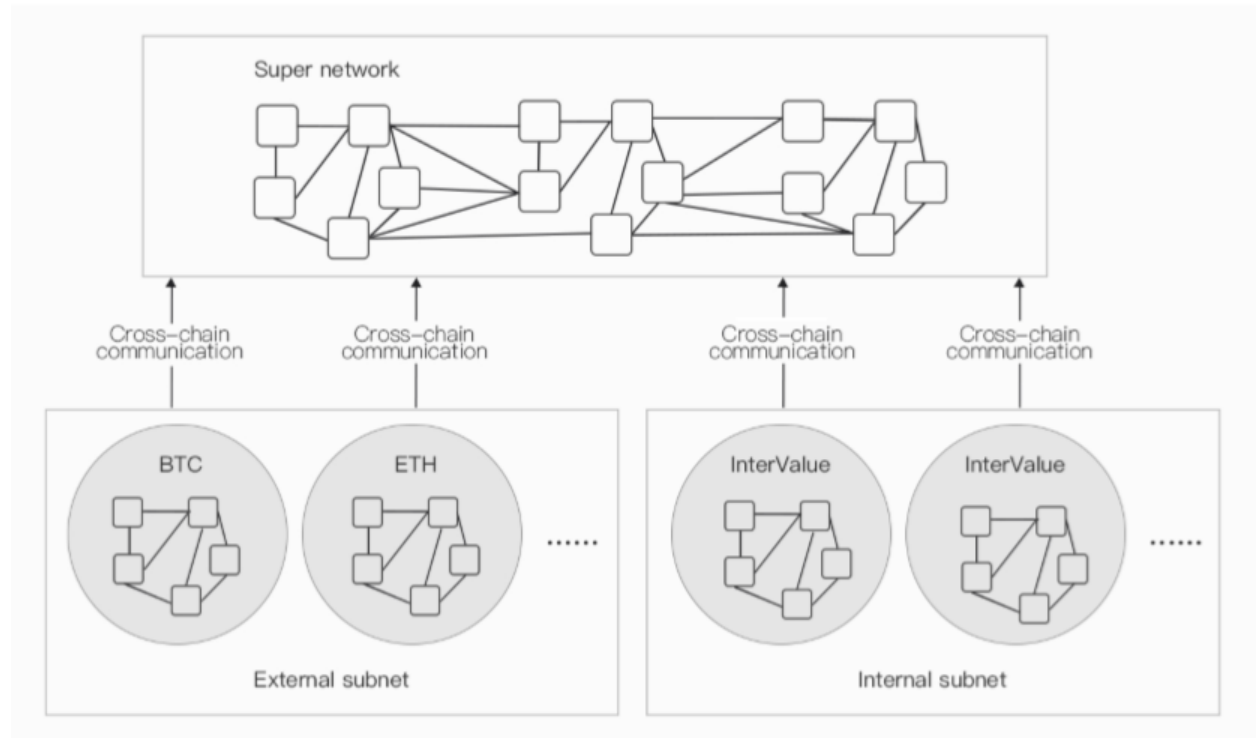 Super network
Cross-chain
communication
Cross-chain
communication
Cross-chain
communication
Cross-chain
communication
BTC
ETH
......
External subnet
InterValue
InterValue
......
Internal subnet